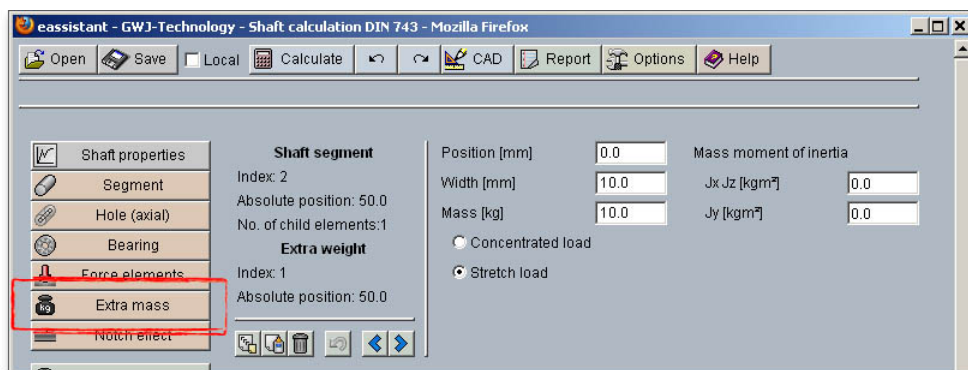 eassistant - GWJ-Technology - Shaft calculation DIN 743 - Mozilla Firefox
Open Save Local Calculate CAD Report Options Help
Shaft properties
Segment
Hole (axial)
Bearing
Force elements
kg Extra mass
Notch effect
Shaft segment
Index: 2
Absolute position: 50.0
No. of child elements:1
Extra weight
Index: 1
Absolute position: 50.0
Position [mm] 0.0
Width [mm] 10.0
Mass [kg] 10.0
Concentrated load
Stretch load
Mass moment of inertia
Jx Jz [kgm²] 0.0
Jy [kgm²] 0.0